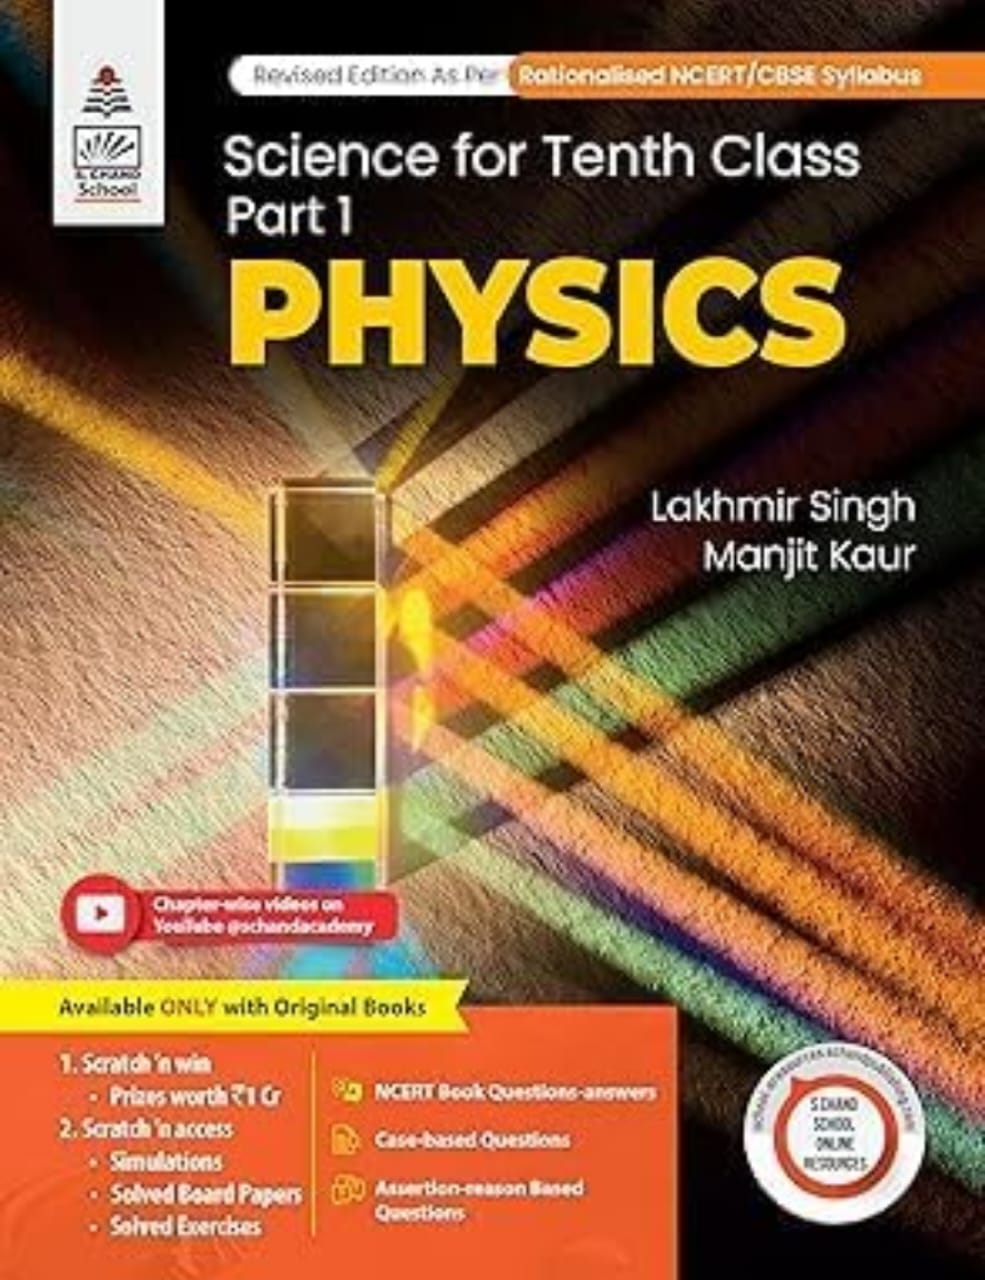 Revised Edition As Per Rationalised NCERT/CBSE Syllabus
S. CHAND
School
Science for Tenth Class
Part 1
PHYSICS
Lakhmir Singh
Manjit Kaur
Chapter-wise videos on
YouTube @schandacademy
Available ONLY with Original Books
1. Scratch 'n win
• Prizes worth ₹1 Cr
2. Scratch 'n access
• Simulations
• Solved Board Papers
• Solved Exercises
NCERT Book Questions-answers
Case-based Questions
Assertion-reason Based
Questions
S CHAND
SCHOOL
ONLINE
RESOURCES